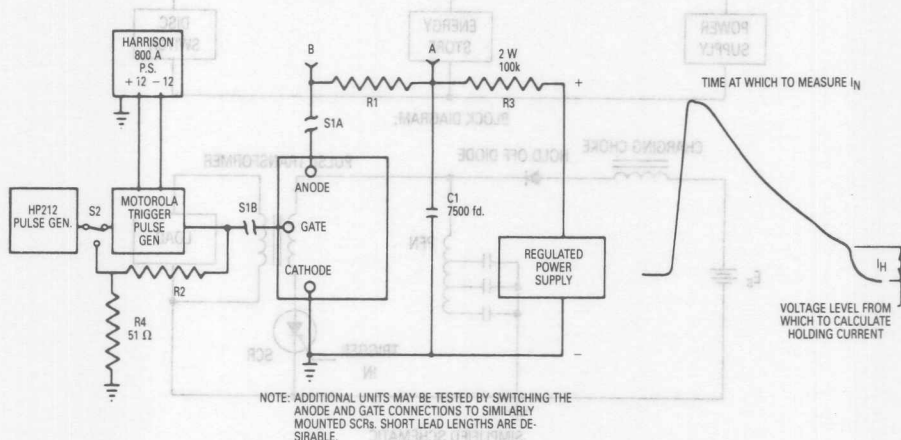 HARRISON
800 A
P.S.
+ 12 − 12
B
A
2 W
100k
R1
R3
+
TIME AT WHICH TO MEASURE IN
S1A
ANODE
HP212
PULSE GEN.
S2
MOTOROLA
TRIGGER
PULSE
GEN
S1B
GATE
C1
7500 fd.
CATHODE
REGULATED
POWER
SUPPLY
R2
IH
R4
51 Ω
VOLTAGE LEVEL FROM
WHICH TO CALCULATE
HOLDING CURRENT
−
NOTE: ADDITIONAL UNITS MAY BE TESTED BY SWITCHING THE
ANODE AND GATE CONNECTIONS TO SIMILARLY
MOUNTED SCRs. SHORT LEAD LENGTHS ARE DE-
SIRABLE.